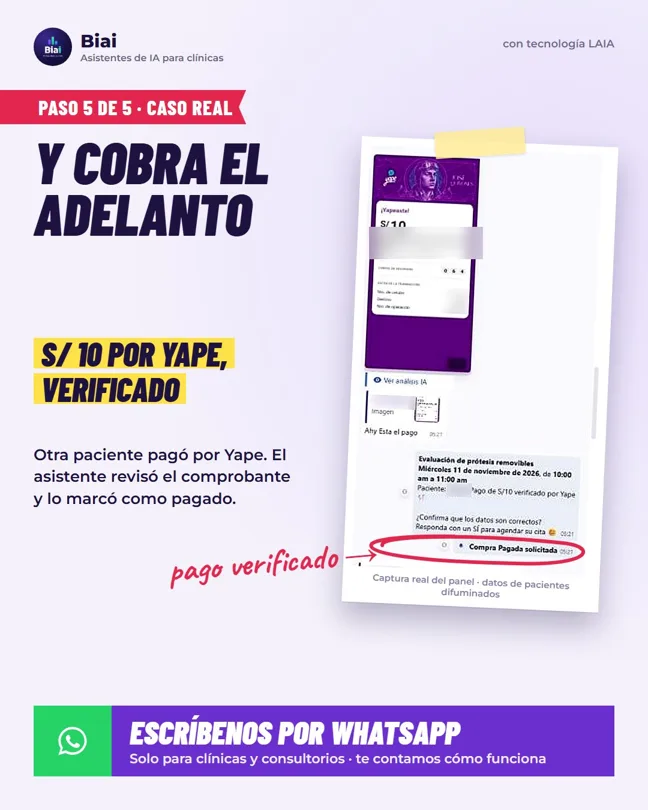 Biai
Biai
Asistentes de IA para clínicas
con tecnología LAIA
PASO 5 DE 5 · CASO REAL
Y COBRA EL
ADELANTO
S/ 10 POR YAPE,
VERIFICADO
Otra paciente pagó por Yape. El
asistente revisó el comprobante
y lo marcó como pagado.
yape
JOSÉ
¡Yapeaste!
S/ 10
0 6 4
Ver análisis IA
Imagen
Ahy Esta el pago 05:21
Evaluación de prótesis removibles
Miércoles 11 de noviembre de 2026, de 10:00
am a 11:00 am
Paciente: Pago de S/10 verificado por Yape
¿Confirma que los datos son correctos?
Responda con un SÍ para agendar su cita 😊 05:21
Compra Pagada solicitada 05:21
pago verificado
Captura real del panel · datos de pacientes
difuminados
ESCRÍBENOS POR WHATSAPP
Solo para clínicas y consultorios · te contamos cómo funciona